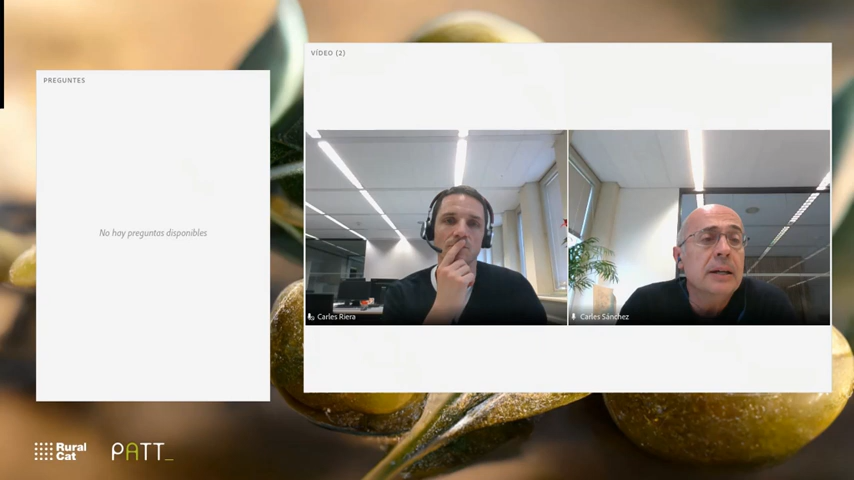 PREGUNTES
No hay preguntas disponibles
VÍDEO (2)
Carles Riera
Carles Sánchez
Rural
Cat
PATT_